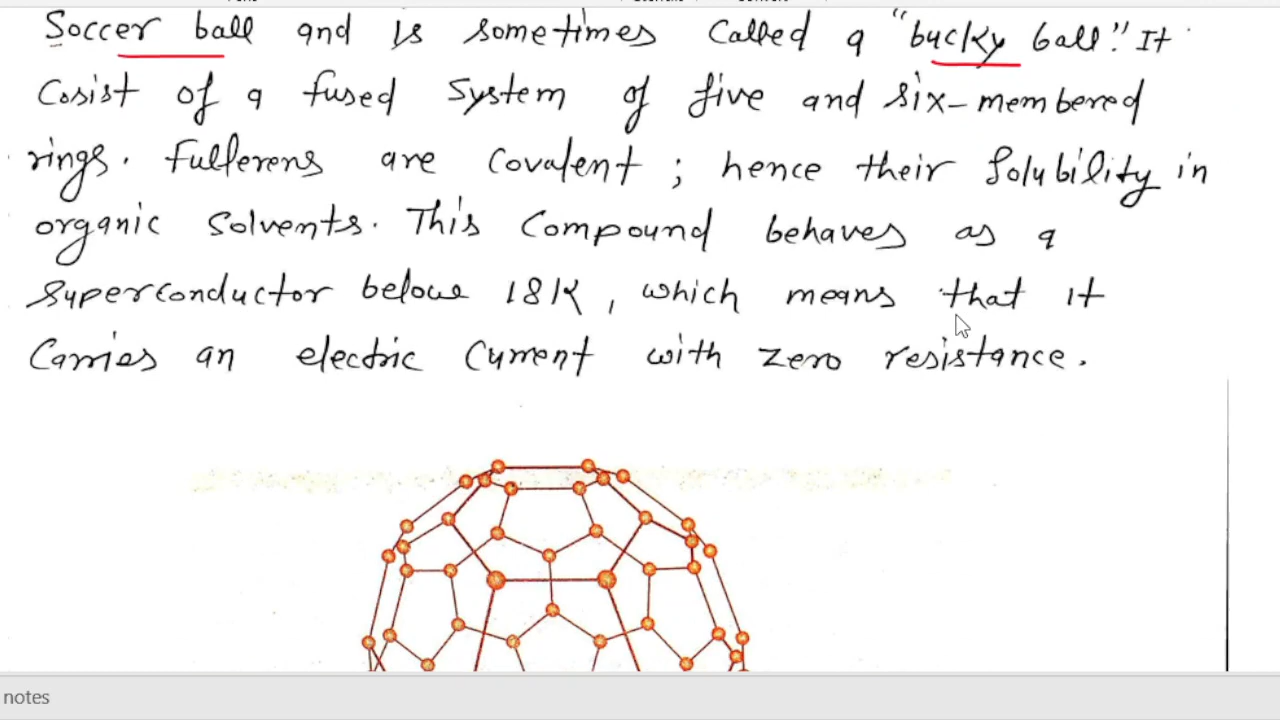 Soccer ball and is sometimes called a "bucky ball". It
Cosist of a fused system of five and six-membered
rings. Fullerens are covalent; hence their solubility in
organic solvents. This compound behaves as a
superconductor below 18K, which means that it
Carries an electric current with zero resistance.
notes